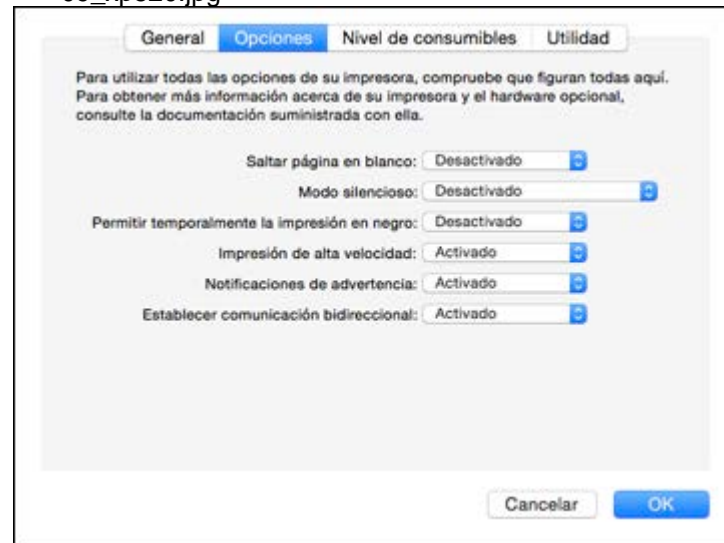 General Opciones Nivel de consumibles Utilidad
Para utilizar todas las opciones de su impresora, compruebe que figuran todas aquí.
Para obtener más información acerca de su impresora y el hardware opcional,
consulte la documentación suministrada con ella.
Saltar página en blanco: Desactivado
Modo silencioso: Desactivado
Permitir temporalmente la impresión en negro: Desactivado
Impresión de alta velocidad: Activado
Notificaciones de advertencia: Activado
Establecer comunicación bidireccional: Activado
Cancelar OK